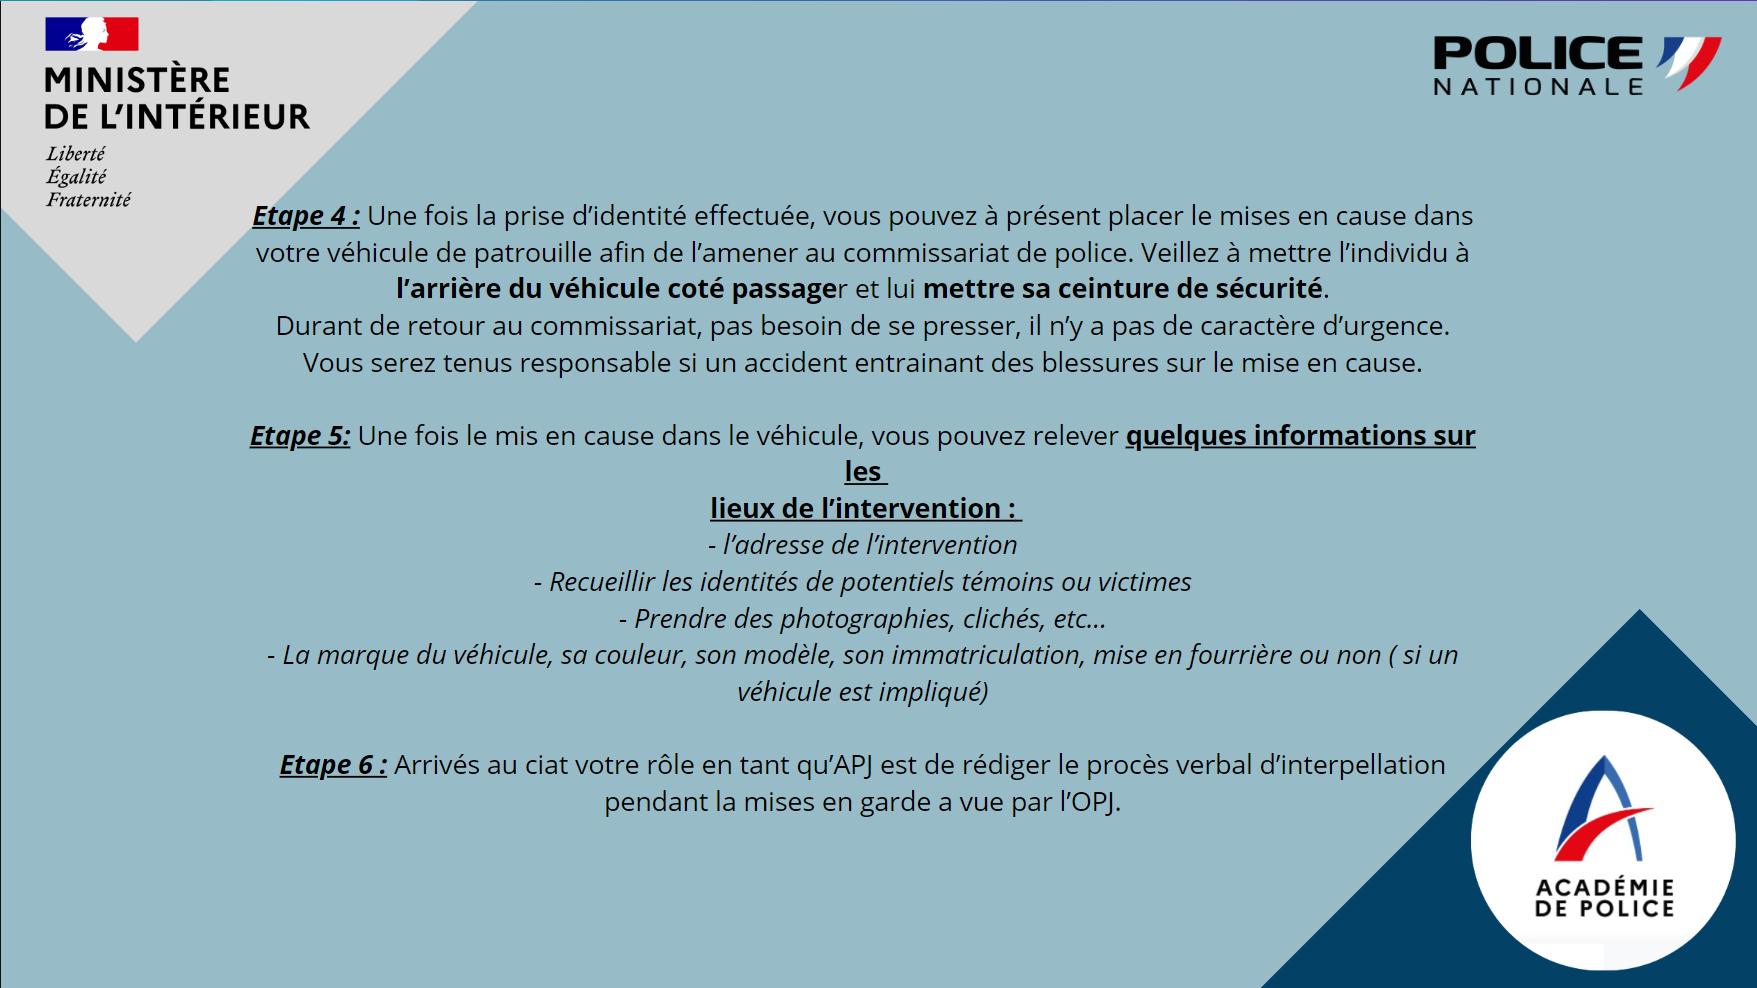 MINISTÈRE
DE L’INTÉRIEUR
Liberté
Égalité
Fraternité
POLICE
NATIONALE
Etape 4 : Une fois la prise d’identité effectuée, vous pouvez à présent placer le mises en cause dans
votre véhicule de patrouille afin de l’amener au commissariat de police. Veillez à mettre l’individu à
l’arrière du véhicule coté passager et lui mettre sa ceinture de sécurité.
Durant de retour au commissariat, pas besoin de se presser, il n’y a pas de caractère d’urgence.
Vous serez tenus responsable si un accident entrainant des blessures sur le mise en cause.
Etape 5: Une fois le mis en cause dans le véhicule, vous pouvez relever quelques informations sur
les
lieux de l’intervention :
- l’adresse de l’intervention
- Recueillir les identités de potentiels témoins ou victimes
- Prendre des photographies, clichés, etc...
- La marque du véhicule, sa couleur, son modèle, son immatriculation, mise en fourrière ou non ( si un
véhicule est impliqué)
Etape 6 : Arrivés au ciat votre rôle en tant qu’APJ est de rédiger le procès verbal d’interpellation
pendant la mises en garde a vue par l’OPJ.
ACADÉMIE
DE POLICE